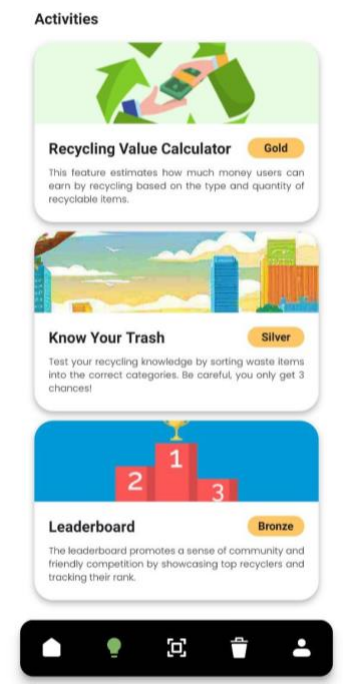 Activities
Recycling Value Calculator Gold
This feature estimates how much money users can
earn by recycling based on the type and quantity of
recyclable items.
Know Your Trash Silver
Test your recycling knowledge by sorting waste items
into the correct categories. Be careful, you only get 3
chances!
1
2
3
Leaderboard Bronze
The leaderboard promotes a sense of community and
friendly competition by showcasing top recyclers and
tracking their rank.